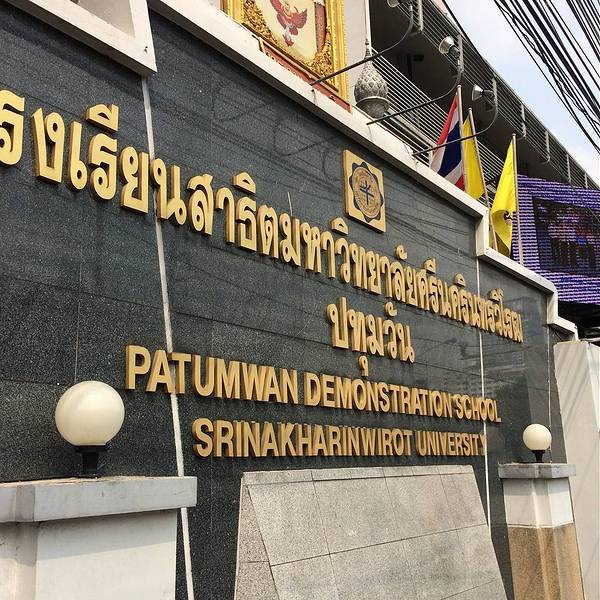 โรงเรียนสาธิตมหาวิทยาลัยศรีนครินทรวิโรฒ
ปทุมวัน
PATUMWAN DEMONSTRATION SCHOOL
SRINAKHARINWIROT UNIVERSITY